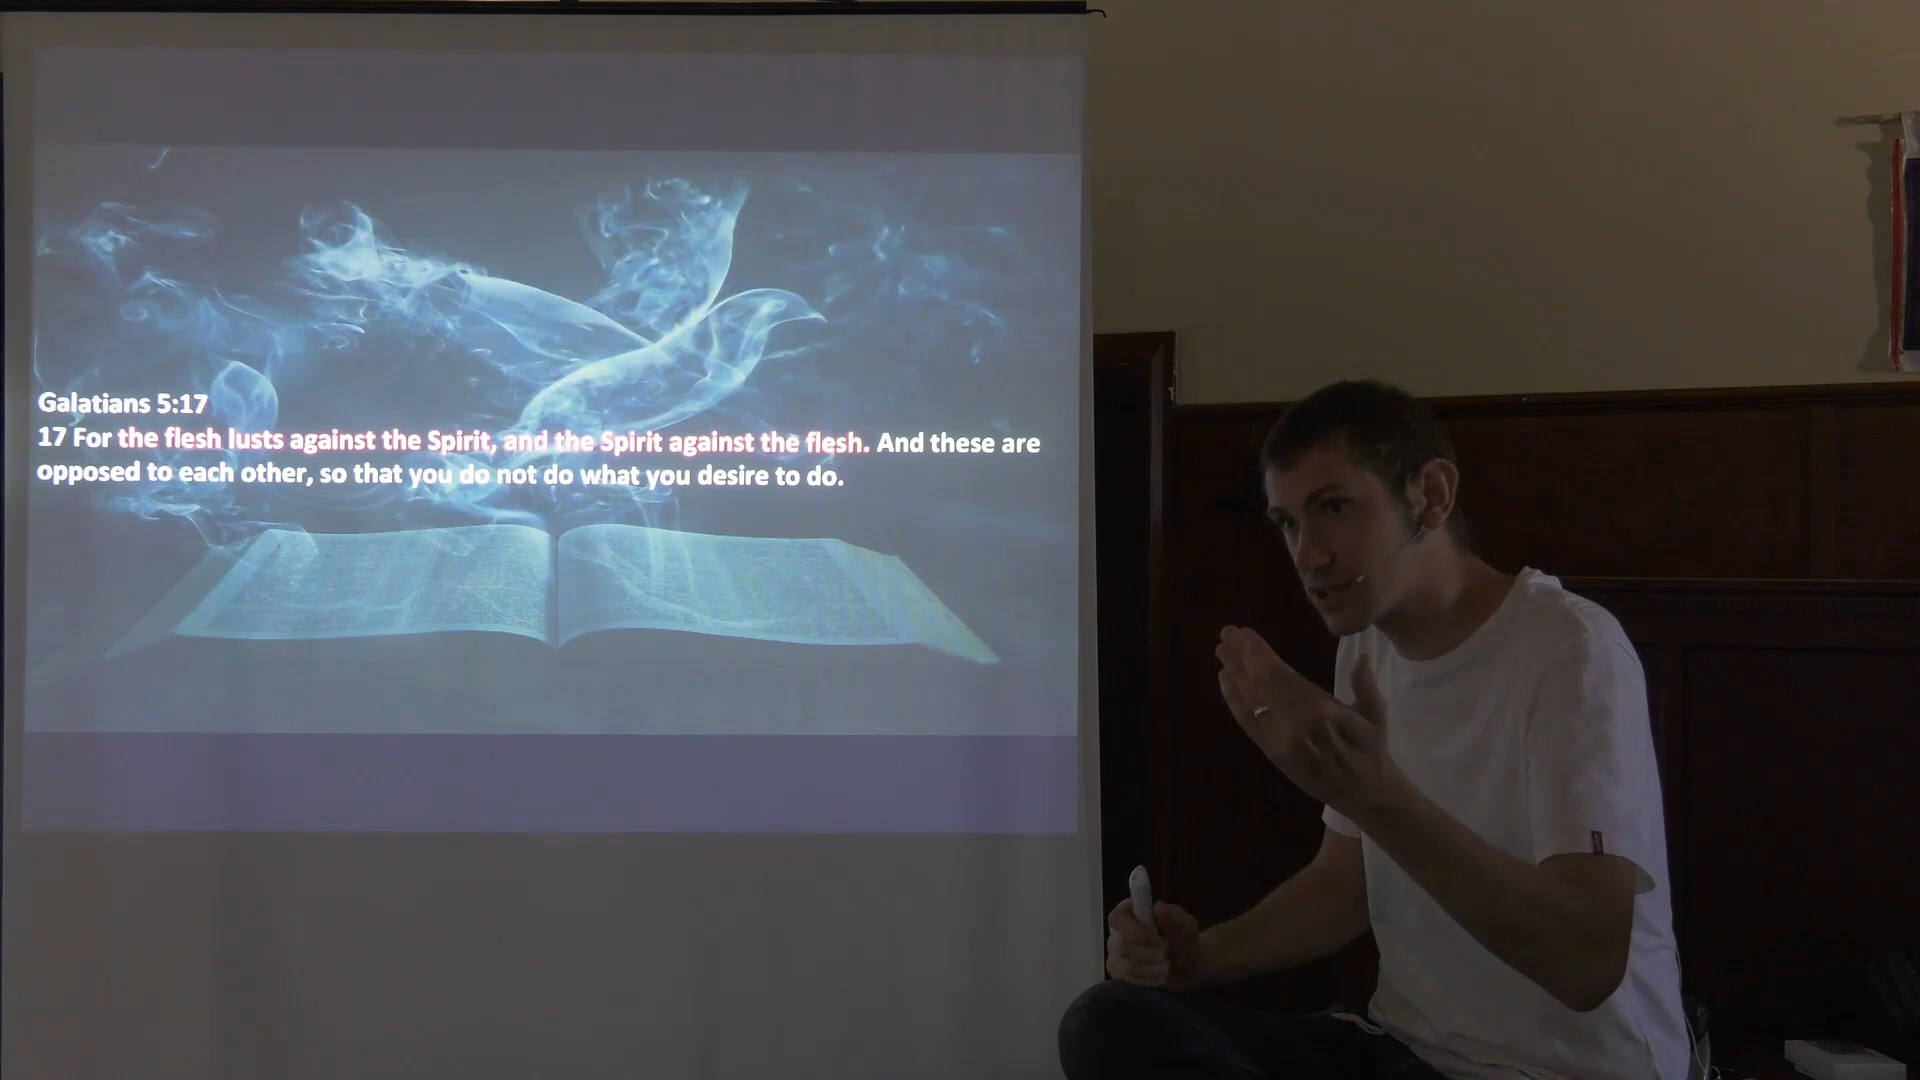 Galatians 5:17
17 For the flesh lusts against the Spirit, and the Spirit against the flesh. And these are
opposed to each other, so that you do not do what you desire to do.